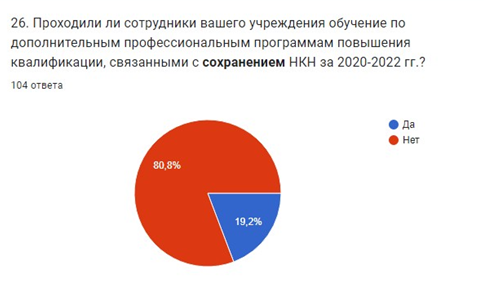 26. Проходили ли сотрудники вашего учреждения обучение по
дополнительным профессиональным программам повышения
квалификации, связанными с сохранением НКН за 2020-2022 гг.?
104 ответа
Да
Нет
80,8%
19,2%